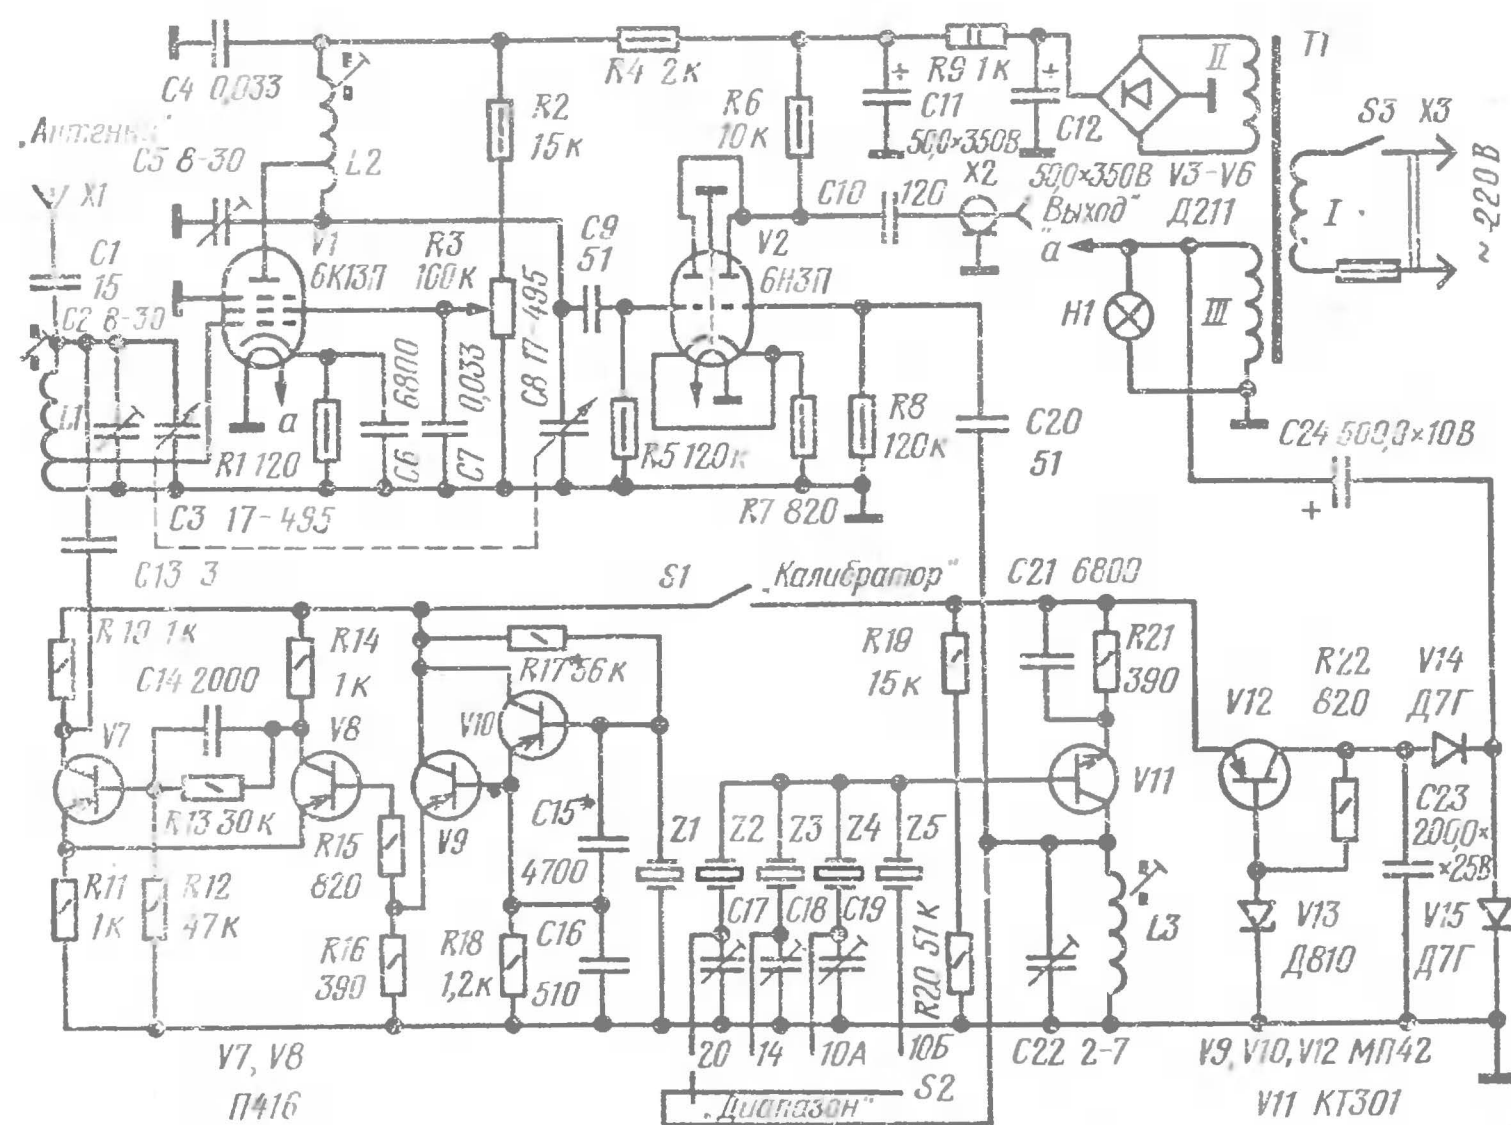 C4 0,033
R4 2к
R9 1к
II
T1
R2
15к
R6
10к
C11
50,0×350В
C12
50,0×350В
S3 X3
~220В
„Антенна"
X1
C5 8-30
L2
C10 120
X2
„Выход"
V3-V6
Д211
I
C1
15
V1
6К13П
R3
100к
C9
51
V2
6Н3П
"а
H1
III
C2 8-30
L1
а
R1 120
C6 6800
C7 0,033
C8 17-495
R5 120к
R8
120к
C20
51
C24 500,0×10В
+
C3 17-495
R7 820
C13 3
S1
„Калибратор"
C21 6800
R10 1к
R14
1к
C14 2000
R17* 56к
R19
15к
R21
390
R22
820
V14
Д7Г
V7
V8
V10
V12
R13 30к
V9
C15*
4700
Z1
Z2
Z3
Z4
Z5
V11
C23
200,0×
×25В
R11
1к
R12
47к
R15
820
R16
390
R18
1,2к
C16
510
C17
C18
C19
R20 51к
L3
V13
Д810
V15
Д7Г
20
14
10А
10Б
C22 2-7
S2
„Диапазон"
V7, V8
П416
V9, V10, V12 МП42
V11 КТ301